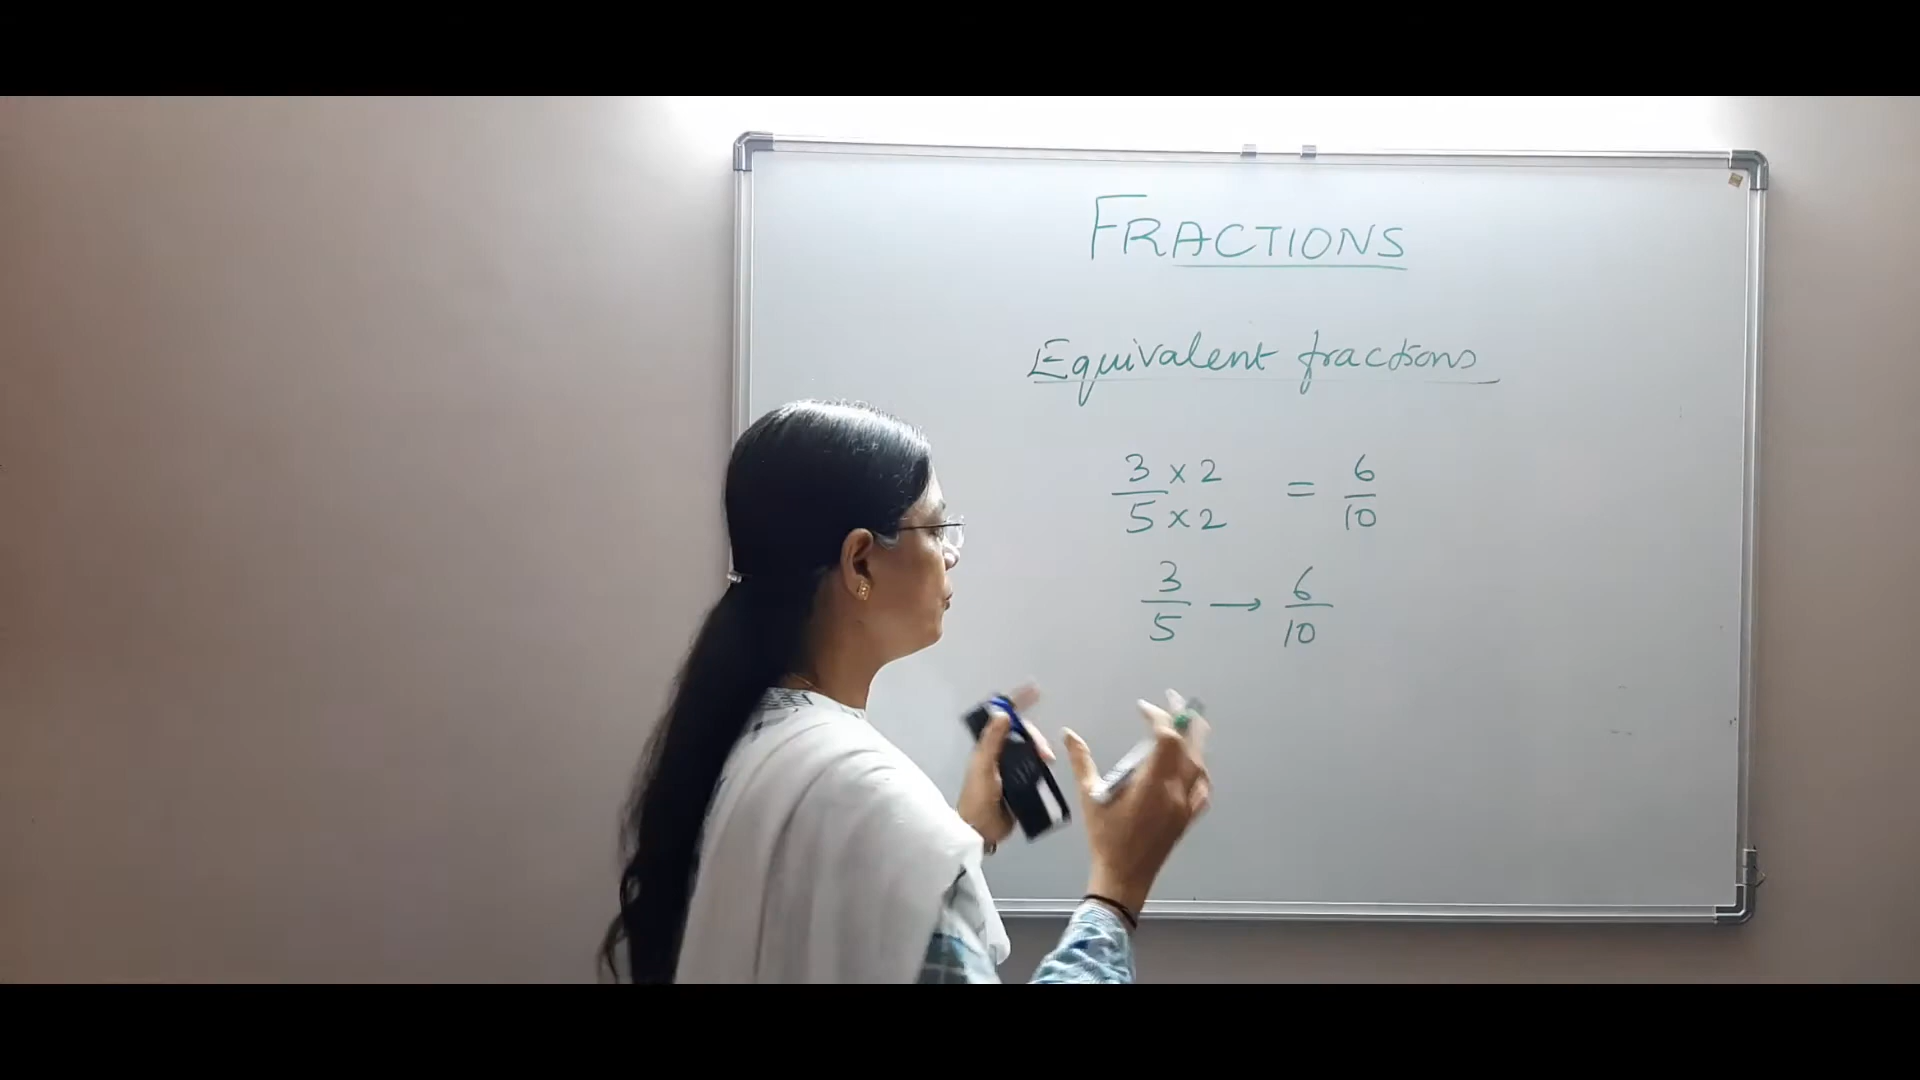 FRACTIONS
Equivalent fractions
3 × 2 / 5 × 2 = 6 / 10
3 / 5 → 6 / 10